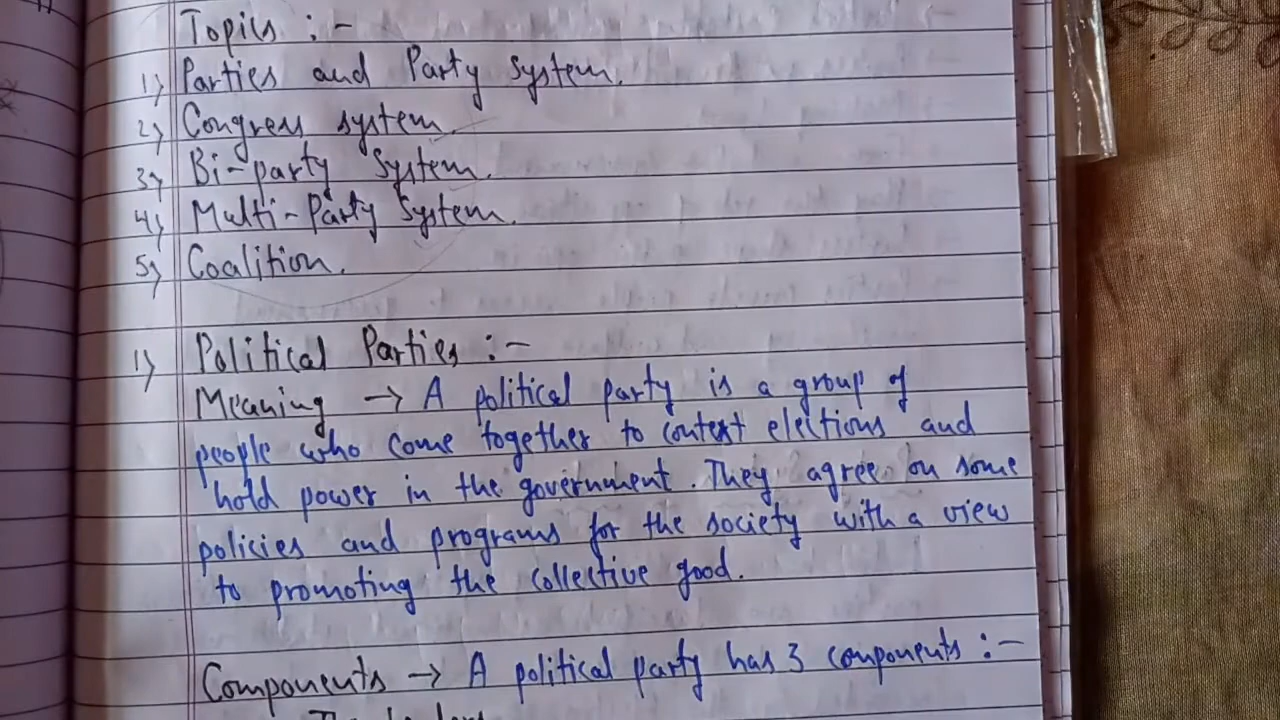 Topics :-
1) Parties and Party System.
2) Congress system.
3) Bi-party System.
4) Multi-Party System.
5) Coalition.
1) Political Parties :-
Meaning → A political party is a group of
people who come together to contest elections and
hold power in the government. They agree on some
policies and programs for the society with a view
to promoting the collective good.
Components → A political party has 3 components :-